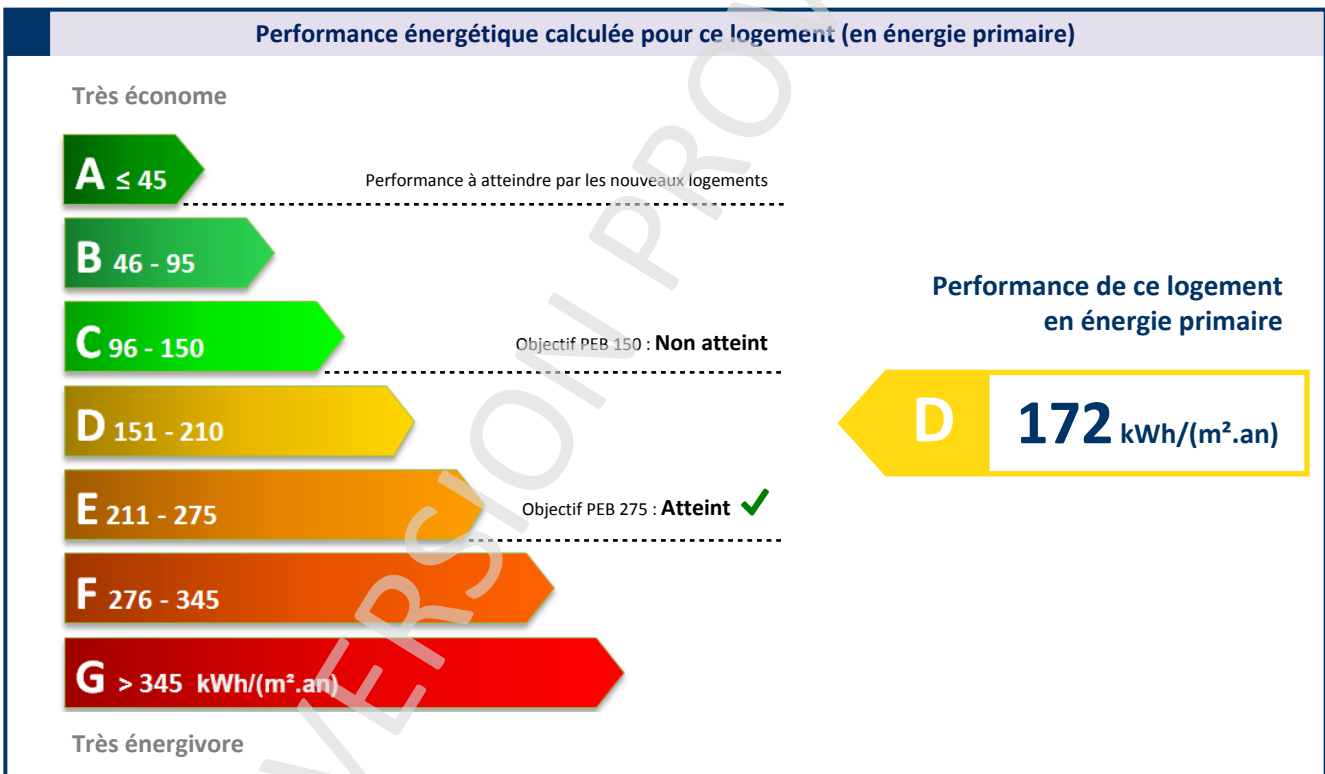 Performance énergétique calculée pour ce logement (en énergie primaire)
Très économe
A ≤ 45
Performance à atteindre par les nouveaux logements
B 46 - 95
Performance de ce logement
en énergie primaire
C 96 - 150
Objectif PEB 150 : Non atteint
D 151 - 210
D 172 kWh/(m².an)
E 211 - 275
Objectif PEB 275 : Atteint
F 276 - 345
G > 345 kWh/(m².an)
Très énergivore
VERSION PROV